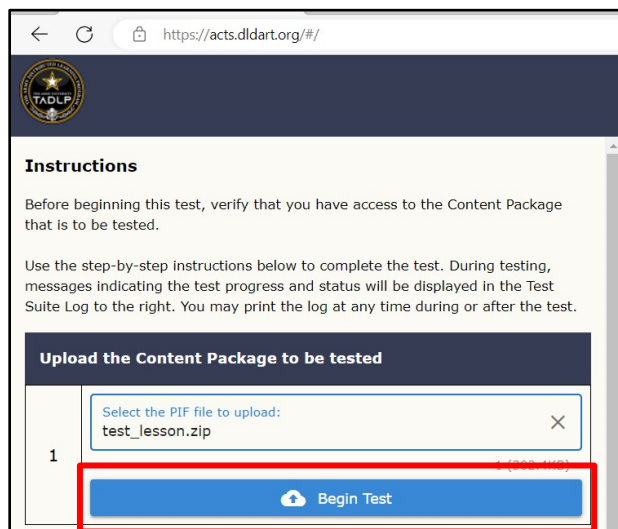 https://acts.dldart.org/#/
TADLP
Instructions
Before beginning this test, verify that you have access to the Content Package
that is to be tested.
Use the step-by-step instructions below to complete the test. During testing,
messages indicating the test progress and status will be displayed in the Test
Suite Log to the right. You may print the log at any time during or after the test.
Upload the Content Package to be tested
Select the PIF file to upload:
test_lesson.zip
1
Begin Test